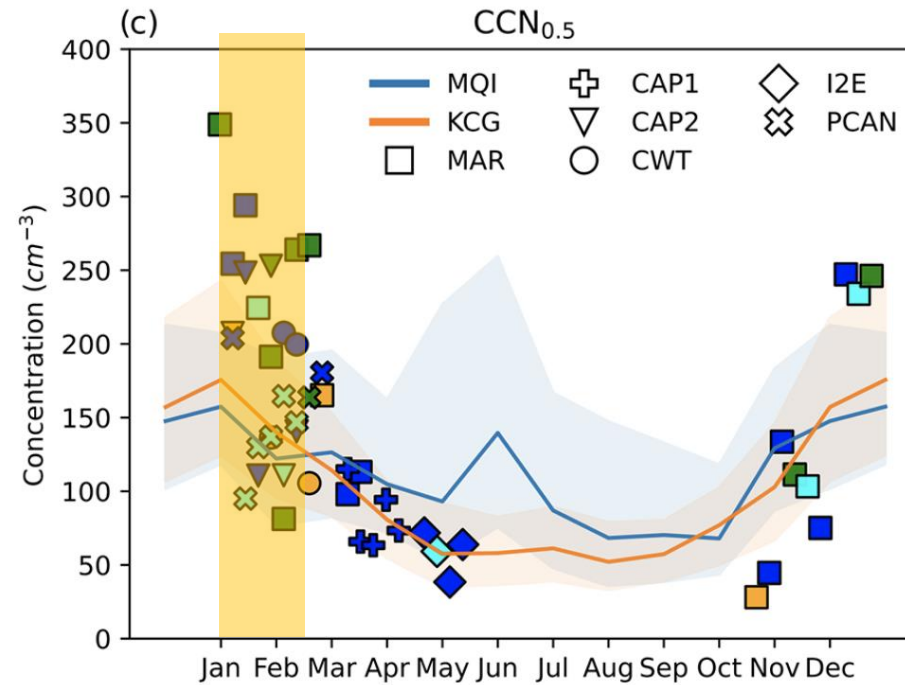 (c) CCN0.5
400
350
300
250
200
150
100
50
0
Concentration (cm−3)
MQI CAP1 I2E
KCG CAP2 PCAN
MAR CWT
Jan Feb Mar Apr May Jun Jul Aug Sep Oct Nov Dec